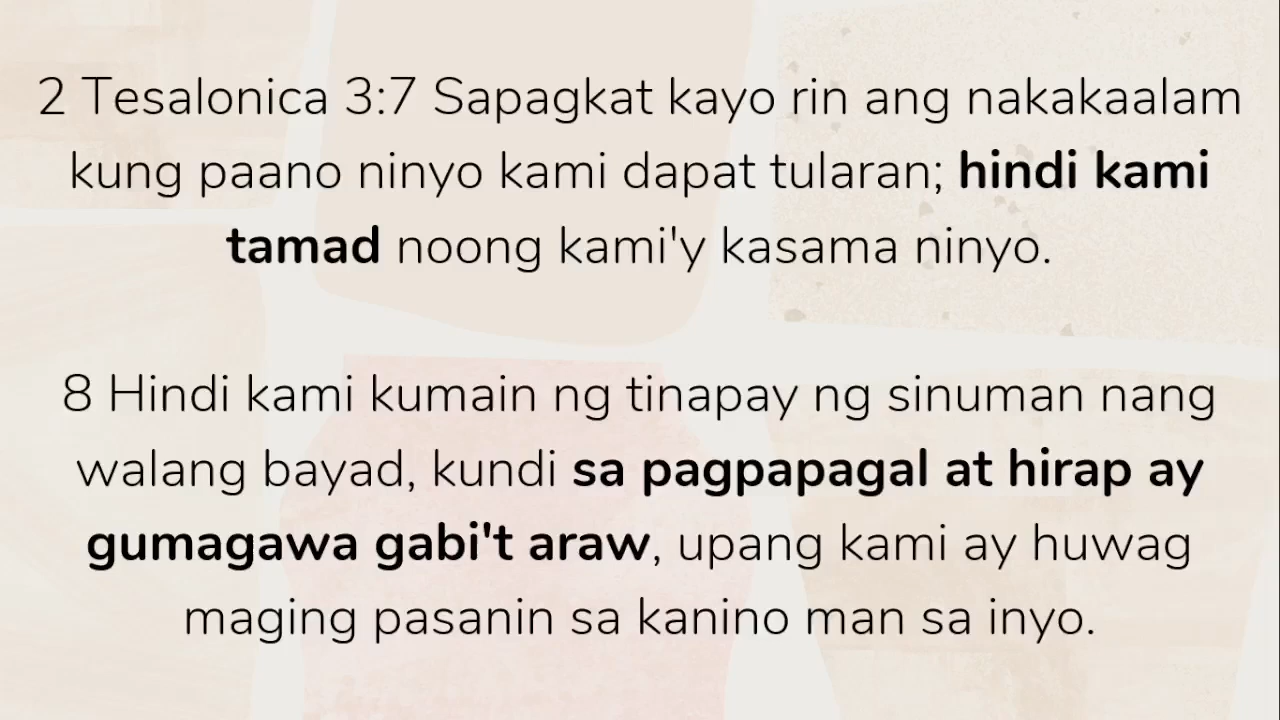 2 Tesalonica 3:7 Sapagkat kayo rin ang nakakaalam
kung paano ninyo kami dapat tularan; hindi kami
tamad noong kami'y kasama ninyo.
8 Hindi kami kumain ng tinapay ng sinuman nang
walang bayad, kundi sa pagpapagal at hirap ay
gumagawa gabi't araw, upang kami ay huwag
maging pasanin sa kanino man sa inyo.